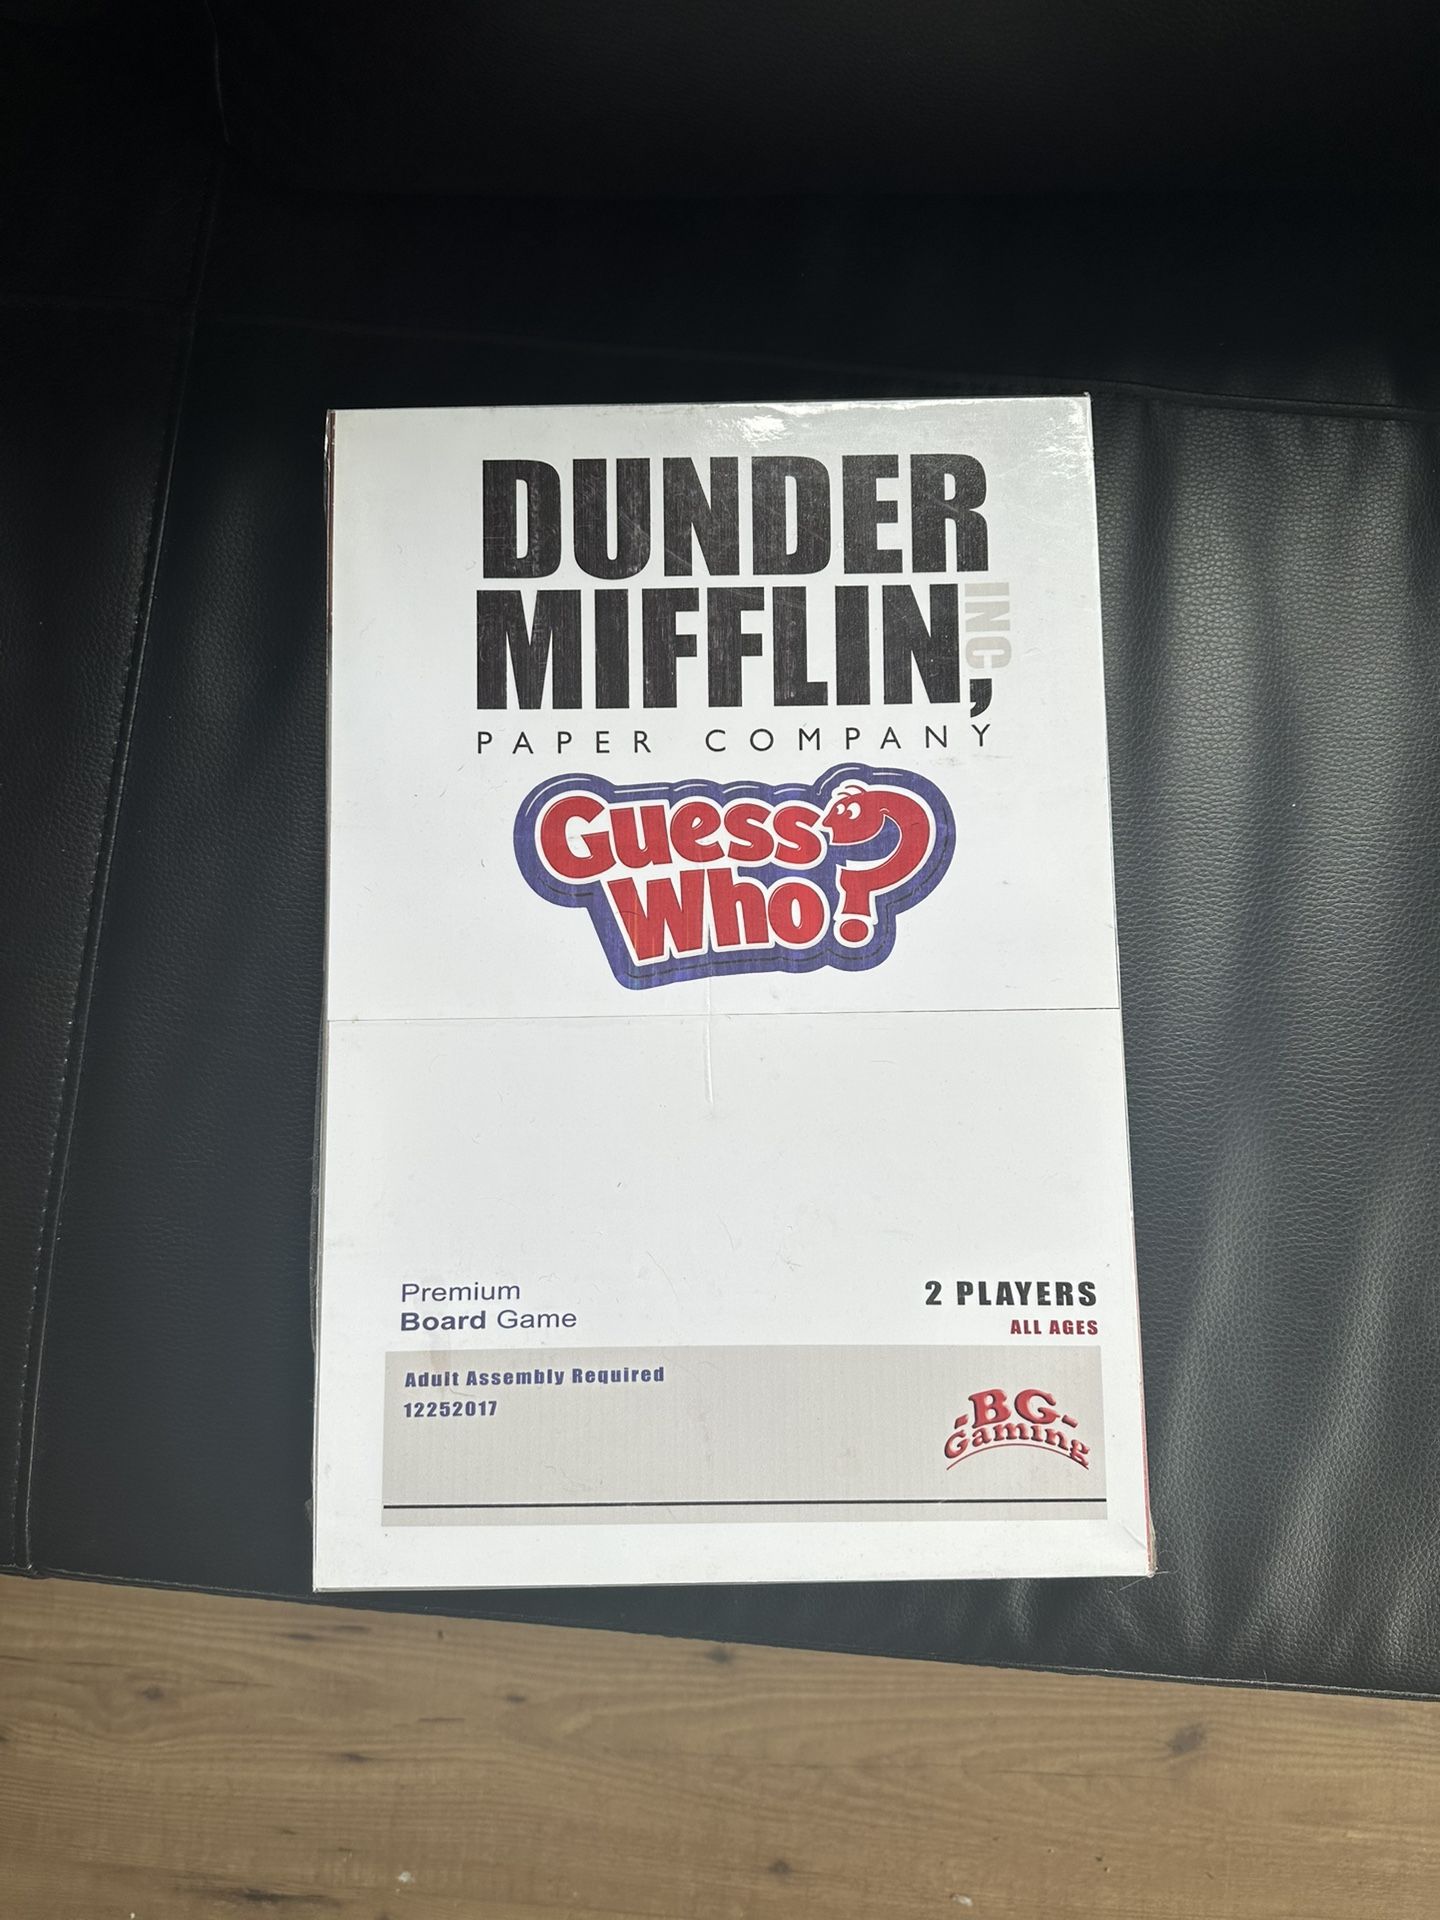 DUNDER
MIFFLIN, INC
PAPER COMPANY
Guess
Who?
Premium
Board Game
2 PLAYERS
ALL AGES
Adult Assembly Required
12252017
-BG-
Gaming